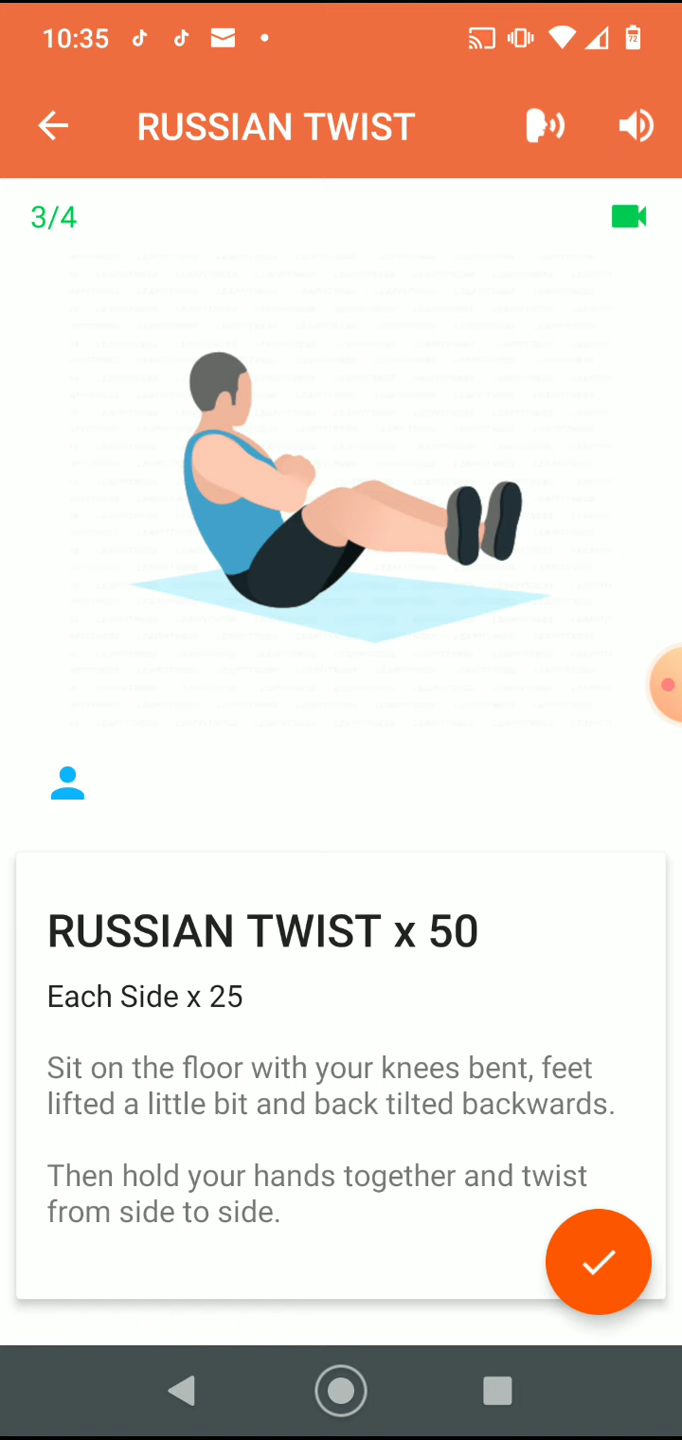 10:35
72
RUSSIAN TWIST
3/4
RUSSIAN TWIST x 50
Each Side x 25
Sit on the floor with your knees bent, feet
lifted a little bit and back tilted backwards.
Then hold your hands together and twist
from side to side.